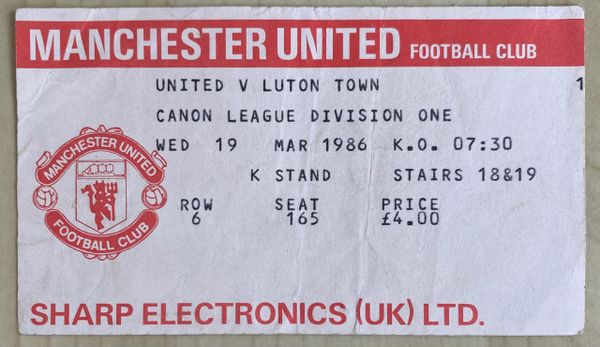 MANCHESTER UNITED FOOTBALL CLUB
UNITED V LUTON TOWN 1
CANON LEAGUE DIVISION ONE
WED 19 MAR 1986 K.O. 07:30
K STAND STAIRS 18&19
ROW SEAT PRICE
6 165 £4.00
MANCHESTER UNITED
FOOTBALL CLUB
SHARP ELECTRONICS (UK) LTD.